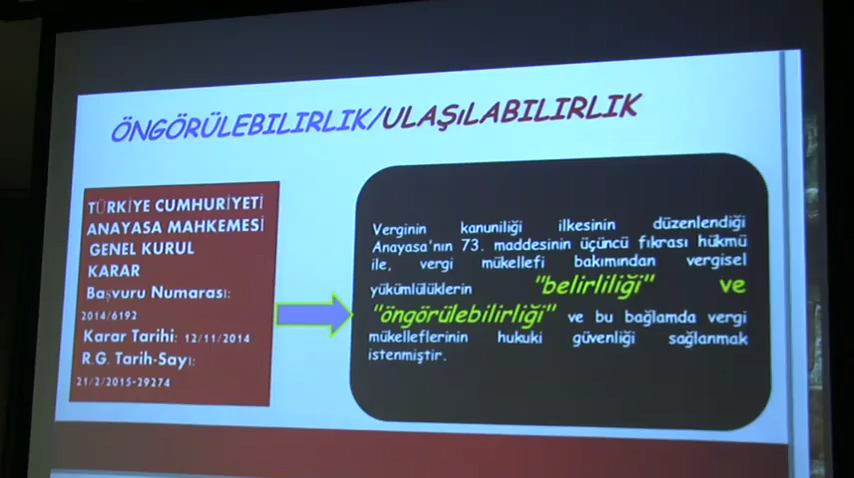 ÖNGÖRÜLEBILIRLIK/ULAŞıLABILIRLIK
TÜRKİYE CUMHURİYETİ
ANAYASA MAHKEMESİ
GENEL KURUL
KARAR
Başvuru Numarası:
2014/6192
Karar Tarihi: 12/11/2014
R.G. Tarih-Sayı:
21/2/2015-29274
Verginin kanuniliği ilkesinin düzenlendiği
Anayasa'nın 73. maddesinin üçüncü fıkrası hükmü
ile, vergi mükellefi bakımından vergisel
yükümlülüklerin "belirliliği" ve
"öngörülebilirliği" ve bu bağlamda vergi
mükelleflerinin hukuki güvenliği sağlanmak
istenmiştir.